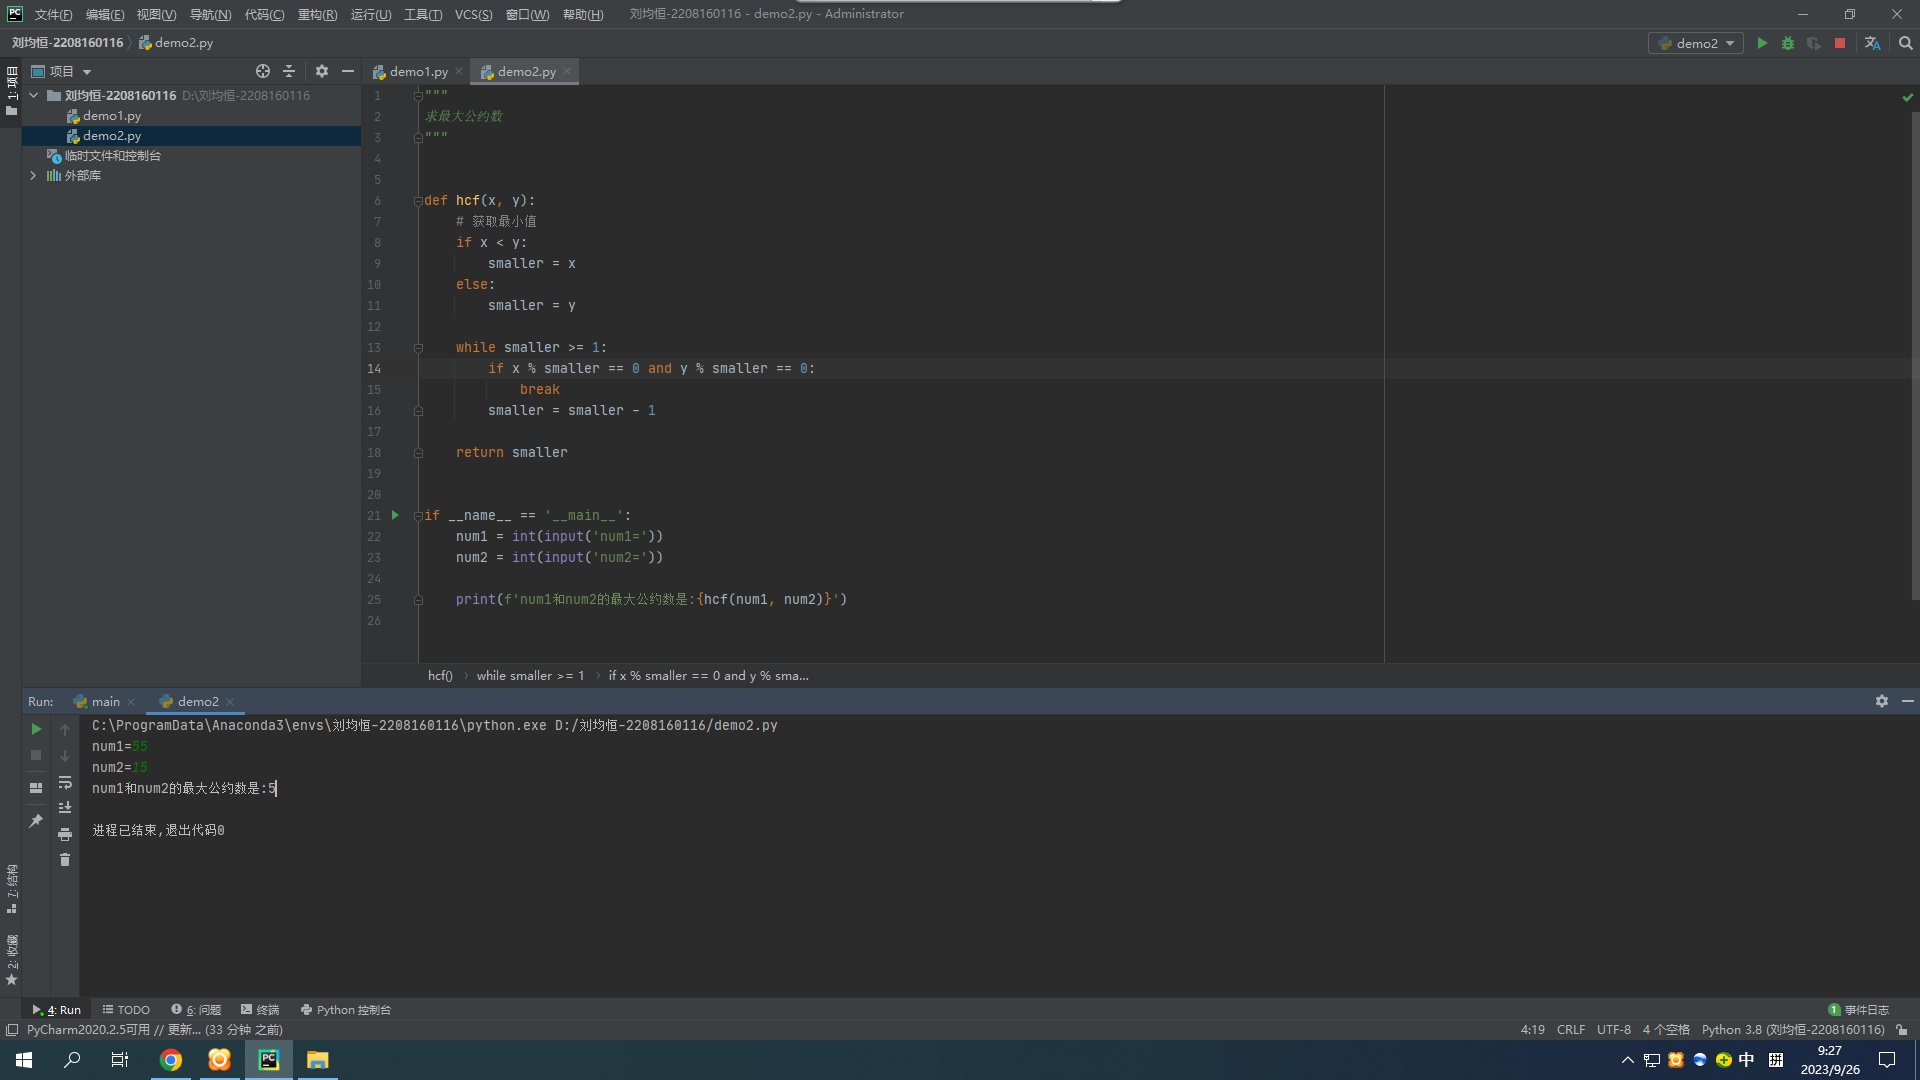 文件(F) 编辑(E) 视图(V) 导航(N) 代码(C) 重构(R) 运行(U) 工具(T) VCS(S) 窗口(W) 帮助(H) 刘均恒-2208160116 - demo2.py - Administrator
刘均恒-2208160116 demo2.py
demo2
1: 项目
项目
demo1.py
demo2.py
刘均恒-2208160116 D:\刘均恒-2208160116
demo1.py
demo2.py
临时文件和控制台
外部库
1 """
2 求最大公约数
3 """
4
5
6 def hcf(x, y):
7 # 获取最小值
8 if x < y:
9 smaller = x
10 else:
11 smaller = y
12
13 while smaller >= 1:
14 if x % smaller == 0 and y % smaller == 0:
15 break
16 smaller = smaller - 1
17
18 return smaller
19
20
21 if __name__ == '__main__':
22 num1 = int(input('num1='))
23 num2 = int(input('num2='))
24
25 print(f'num1和num2的最大公约数是:{hcf(num1, num2)}')
26
hcf() › while smaller >= 1 › if x % smaller == 0 and y % sma...
Run: main demo2
C:\ProgramData\Anaconda3\envs\刘均恒-2208160116\python.exe D:/刘均恒-2208160116/demo2.py
num1=55
num2=15
num1和num2的最大公约数是:5
进程已结束,退出代码0
7: 结构
2: 收藏
4: Run TODO 6: 问题 终端 Python 控制台 1 事件日志
PyCharm2020.2.5可用 // 更新... (33 分钟 之前) 4:19 CRLF UTF-8 4 个空格 Python 3.8 (刘均恒-2208160116)
中 拼
9:27
2023/9/26